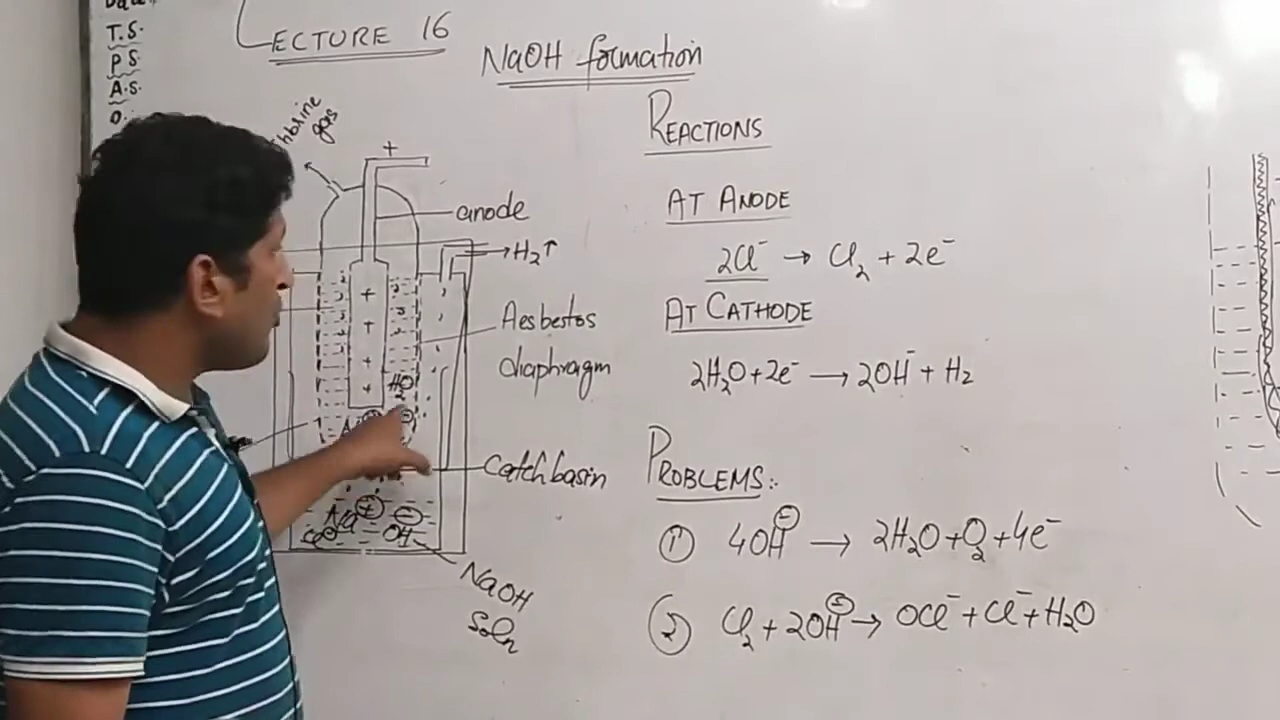 T.S.
P.S
A.S.
O.
LECTURE 16
NaOH formation
gas
+
anode
H2↑
Aesbestos
diaphragm
+
+
+
+
H2O
Catch basin
Na+
OH-
NaOH
Soln
REACTIONS
AT ANODE
2Cl- → Cl2 + 2e-
AT CATHODE
2H2O+2e- → 2OH- + H2
PROBLEMS:-
① 4OH⊖ → 2H2O+O2+4e-
② Cl2 + 2OH⊖ → OCl- + Cl- + H2O